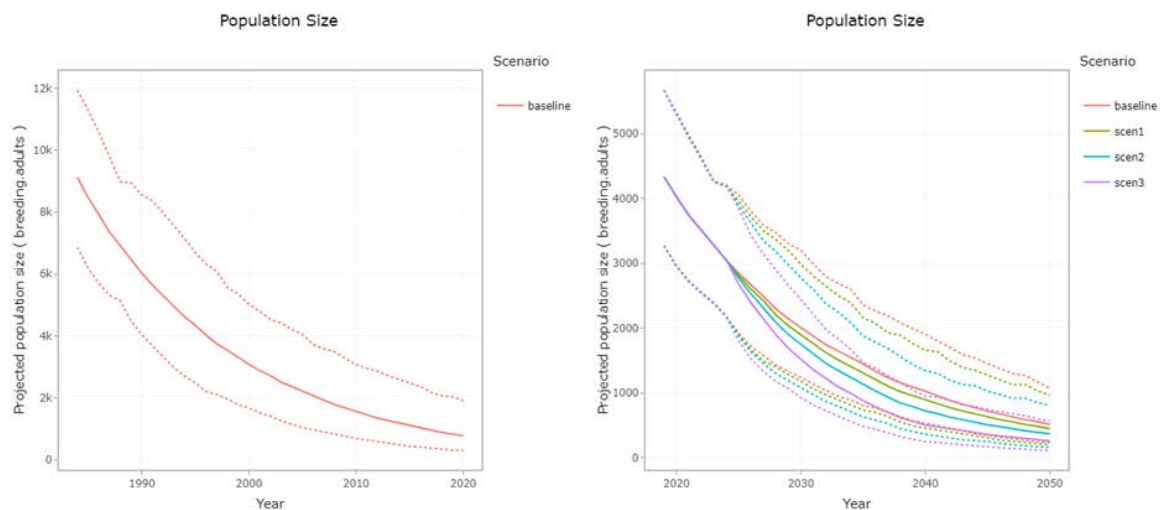 Population Size
Scenario
baseline
Projected population size ( breeding.adults )
12k
10k
8k
6k
4k
2k
0
1990
2000
2010
2020
Year
Population Size
Scenario
baseline
scen1
scen2
scen3
Projected population size ( breeding.adults )
5000
4000
3000
2000
1000
0
2020
2030
2040
2050
Year